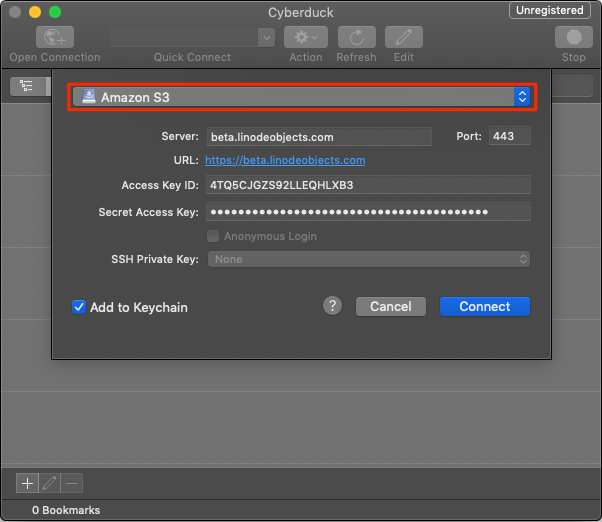 Cyberduck
Unregistered
Open Connection
Quick Connect
Action
Refresh
Edit
Stop
Amazon S3
Server: beta.linodeobjects.com Port: 443
URL: https://beta.linodeobjects.com
Access Key ID: 4TQ5CJGZS92LLEQHLXB3
Secret Access Key: ••••••••••••••••••••••••••••••••••••••••
Anonymous Login
SSH Private Key: None
Add to Keychain
?
Cancel
Connect
0 Bookmarks